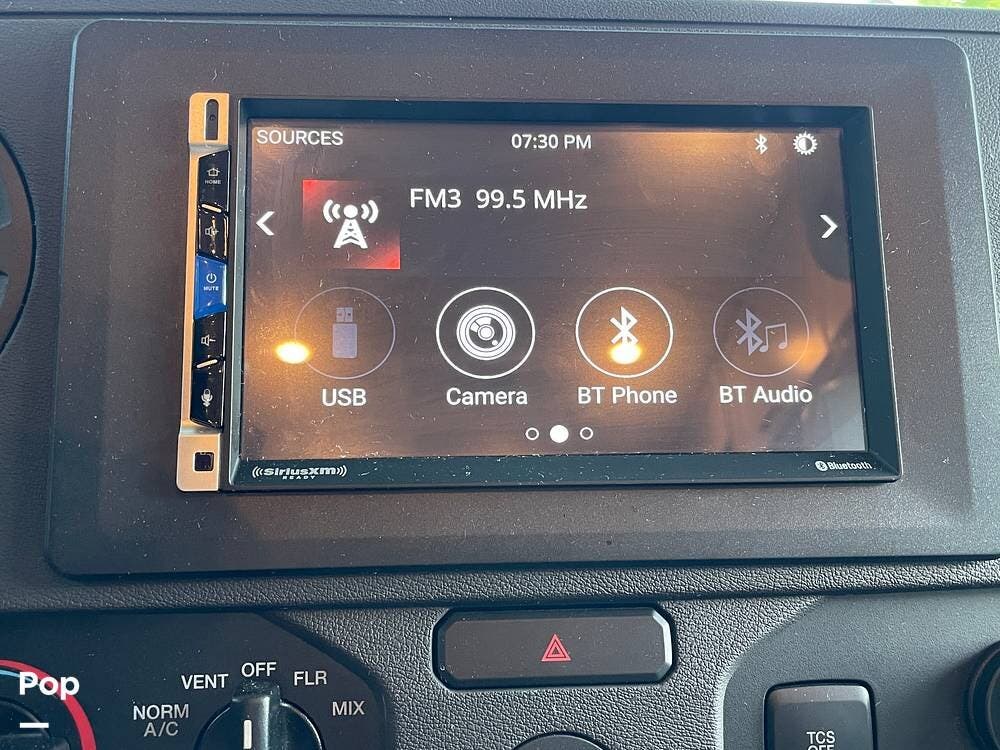 SOURCES 07:30 PM
FM3 99.5 MHz
HOME
MUTE
USB Camera BT Phone BT Audio
((SiriusXM))
READY
Bluetooth
VENT OFF FLR
NORM MIX
A/C
TCS
OFF
Pop